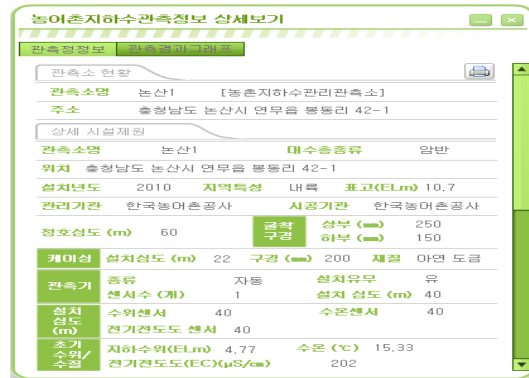 농어촌지하수관측정보 상세보기
관측정정보 관측결과그래프
관측소 현황
관측소명 논산1 [농촌지하수관리관측소]
주소 충청남도 논산시 연무읍 봉동리 42-1
상세 시설제원
관측소명 논산1 대수층종류 암반
위치 충청남도 논산시 연무읍 봉동리 42-1
설치년도 2010 지역특성 내륙 표고(ELm) 10,7
관리기관 한국농어촌공사 시공기관 한국농어촌공사
정호심도 (m) 60 굴착구경 상부 (㎜) 250
하부 (㎜) 150
케이싱 설치심도 (m) 22 구경 (㎜) 200 재질 아연 도금
관측기 종류 자동 설치유무 유
센서수 (개) 1 설치 심도 (m) 40
설치심도(m) 수위센서 40 수온센서 40
전기전도도 센서 40
초기수위/수질 지하수위(ELm) 4,77 수온 (℃) 15,33
전기전도도(EC)(μS/㎝) 202